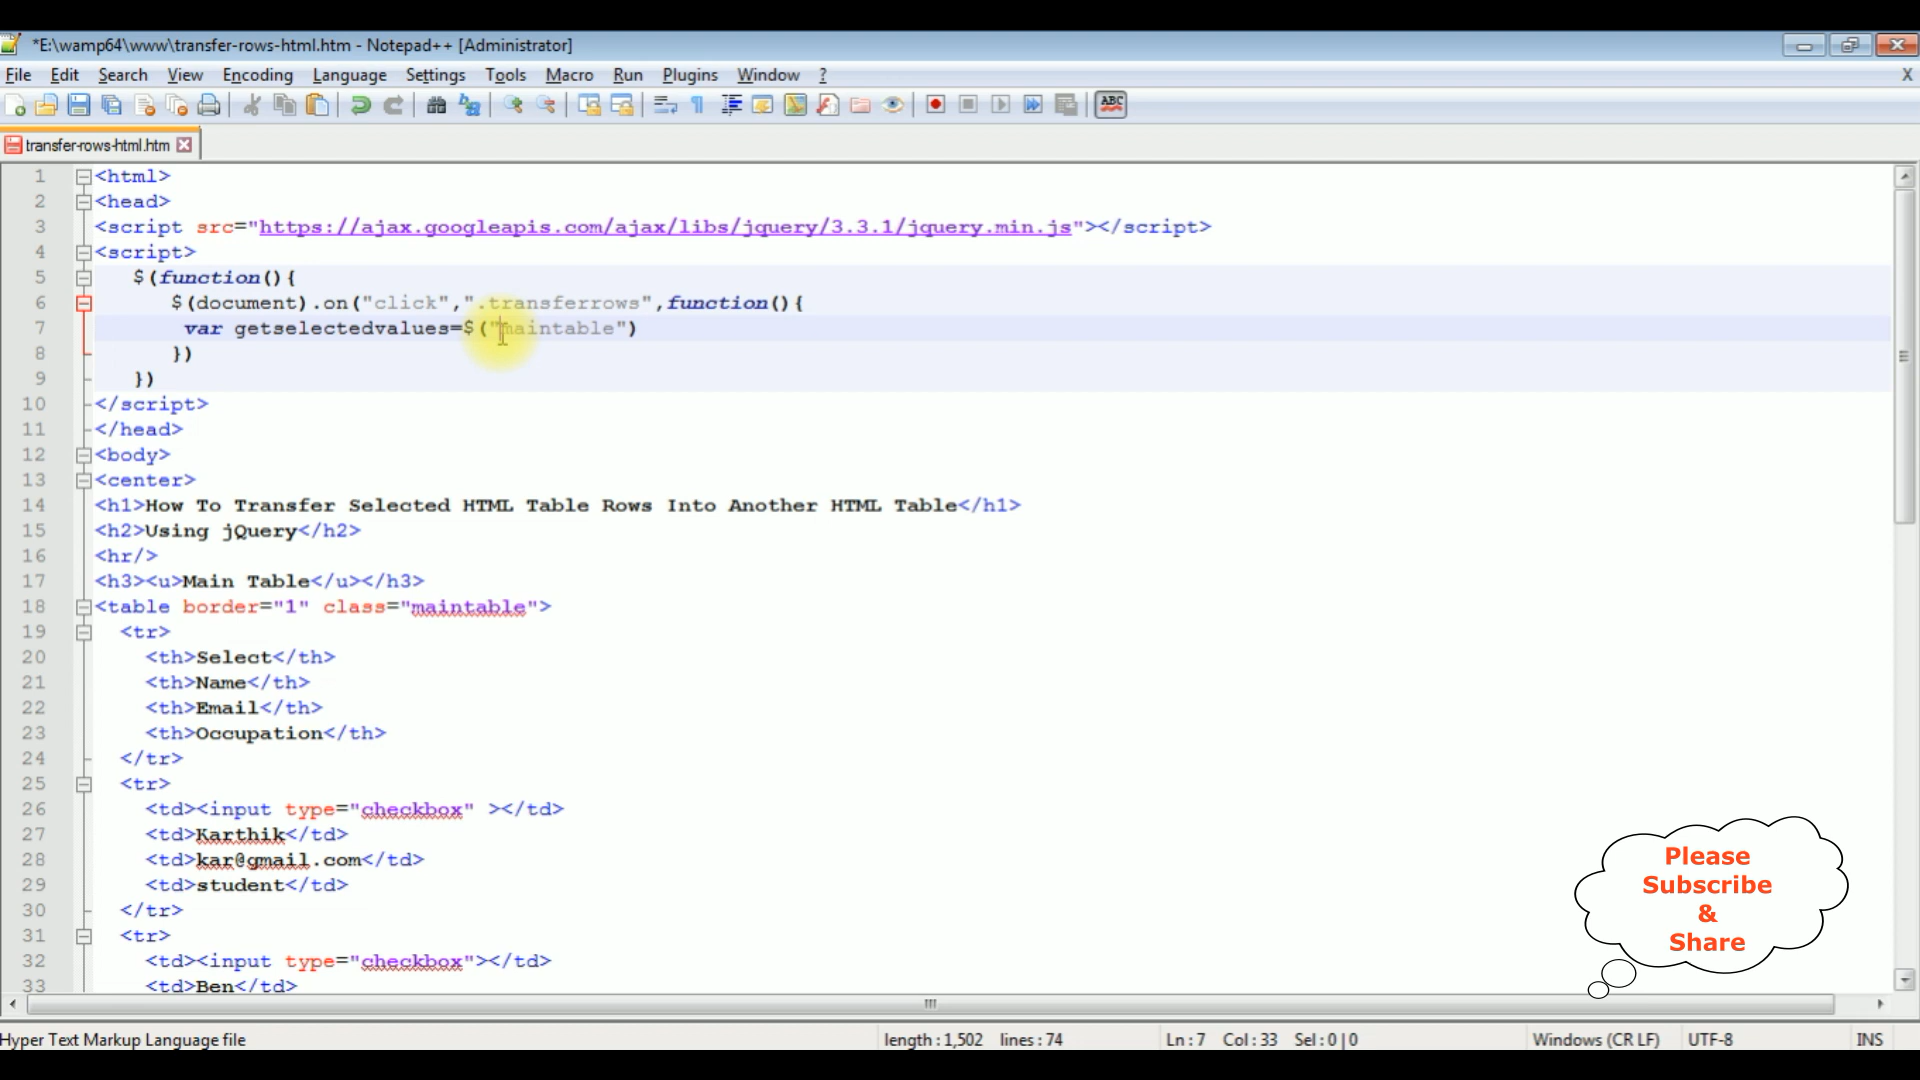 *E:\wamp64\www\transfer-rows-html.htm - Notepad++ [Administrator]
File Edit Search View Encoding Language Settings Tools Macro Run Plugins Window ? X
ABC
transfer-rows-html.htm
1 <html>
2 <head>
3 <script src="https://ajax.googleapis.com/ajax/libs/jquery/3.3.1/jquery.min.js"></script>
4 <script>
5 $(function(){
6 $(document).on("click",".transferrows",function(){
7 var getselectedvalues=$("maintable")
8 })
9 })
10 </script>
11 </head>
12 <body>
13 <center>
14 <h1>How To Transfer Selected HTML Table Rows Into Another HTML Table</h1>
15 <h2>Using jQuery</h2>
16 <hr/>
17 <h3><u>Main Table</u></h3>
18 <table border="1" class="maintable">
19 <tr>
20 <th>Select</th>
21 <th>Name</th>
22 <th>Email</th>
23 <th>Occupation</th>
24 </tr>
25 <tr>
26 <td><input type="checkbox" ></td>
27 <td>Karthik</td>
28 <td>kar@gmail.com</td>
29 <td>student</td>
30 </tr>
31 <tr>
32 <td><input type="checkbox"></td>
33 <td>Ben</td>
Please
Subscribe
&
Share
Hyper Text Markup Language file length : 1,502 lines : 74 Ln : 7 Col : 33 Sel : 0 | 0 Windows (CR LF) UTF-8 INS